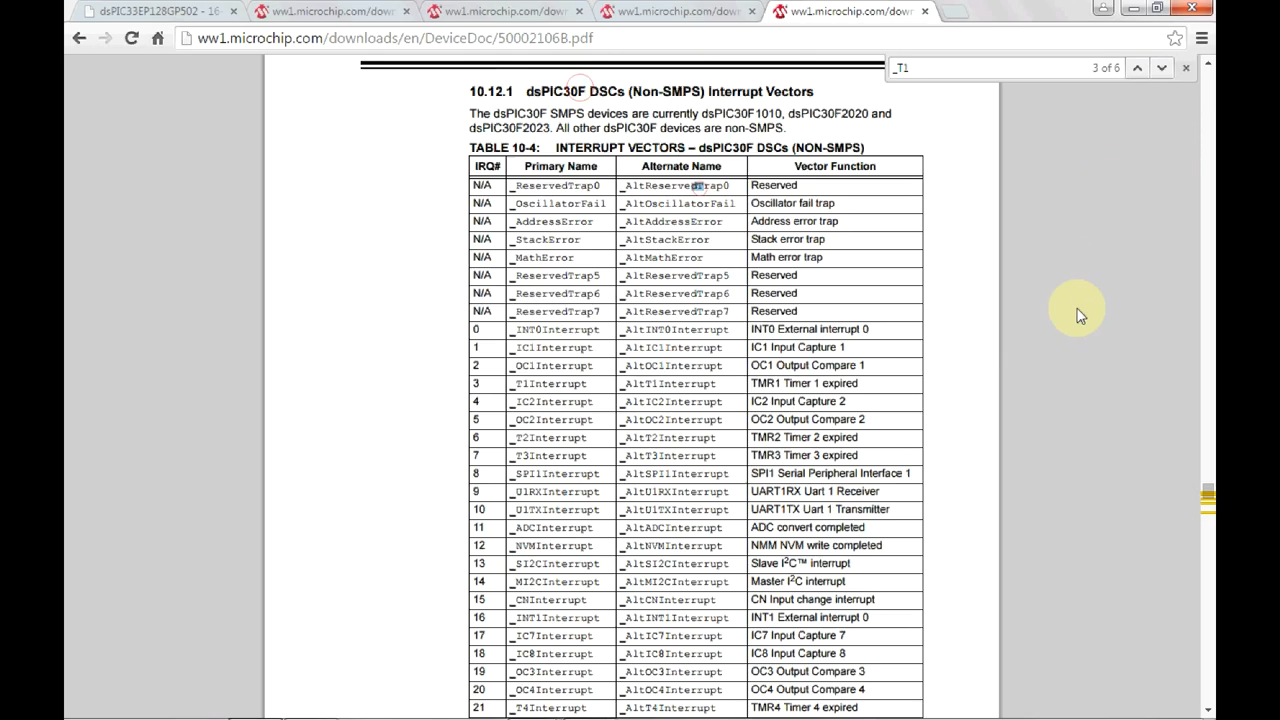 dsPIC33EP128GP502 - 16-
ww1.microchip.com/down
ww1.microchip.com/down
ww1.microchip.com/down
ww1.microchip.com/down
ww1.microchip.com/downloads/en/DeviceDoc/50002106B.pdf
_T1 3 of 6
10.12.1 dsPIC30F DSCs (Non-SMPS) Interrupt Vectors
The dsPIC30F SMPS devices are currently dsPIC30F1010, dsPIC30F2020 and
dsPIC30F2023. All other dsPIC30F devices are non-SMPS.
TABLE 10-4: INTERRUPT VECTORS – dsPIC30F DSCs (NON-SMPS)
IRQ# Primary Name Alternate Name Vector Function
N/A _ReservedTrap0 _AltReservedTrap0 Reserved
N/A _OscillatorFail _AltOscillatorFail Oscillator fail trap
N/A _AddressError _AltAddressError Address error trap
N/A _StackError _AltStackError Stack error trap
N/A _MathError _AltMathError Math error trap
N/A _ReservedTrap5 _AltReservedTrap5 Reserved
N/A _ReservedTrap6 _AltReservedTrap6 Reserved
N/A _ReservedTrap7 _AltReservedTrap7 Reserved
0 _INT0Interrupt _AltINT0Interrupt INT0 External interrupt 0
1 _IC1Interrupt _AltIC1Interrupt IC1 Input Capture 1
2 _OC1Interrupt _AltOC1Interrupt OC1 Output Compare 1
3 _T1Interrupt _AltT1Interrupt TMR1 Timer 1 expired
4 _IC2Interrupt _AltIC2Interrupt IC2 Input Capture 2
5 _OC2Interrupt _AltOC2Interrupt OC2 Output Compare 2
6 _T2Interrupt _AltT2Interrupt TMR2 Timer 2 expired
7 _T3Interrupt _AltT3Interrupt TMR3 Timer 3 expired
8 _SPI1Interrupt _AltSPI1Interrupt SPI1 Serial Peripheral Interface 1
9 _U1RXInterrupt _AltU1RXInterrupt UART1RX Uart 1 Receiver
10 _U1TXInterrupt _AltU1TXInterrupt UART1TX Uart 1 Transmitter
11 _ADCInterrupt _AltADCInterrupt ADC convert completed
12 _NVMInterrupt _AltNVMInterrupt NMM NVM write completed
13 _SI2CInterrupt _AltSI2CInterrupt Slave I2C™ interrupt
14 _MI2CInterrupt _AltMI2CInterrupt Master I2C interrupt
15 _CNInterrupt _AltCNInterrupt CN Input change interrupt
16 _INT1Interrupt _AltINT1Interrupt INT1 External interrupt 0
17 _IC7Interrupt _AltIC7Interrupt IC7 Input Capture 7
18 _IC8Interrupt _AltIC8Interrupt IC8 Input Capture 8
19 _OC3Interrupt _AltOC3Interrupt OC3 Output Compare 3
20 _OC4Interrupt _AltOC4Interrupt OC4 Output Compare 4
21 _T4Interrupt _AltT4Interrupt TMR4 Timer 4 expired